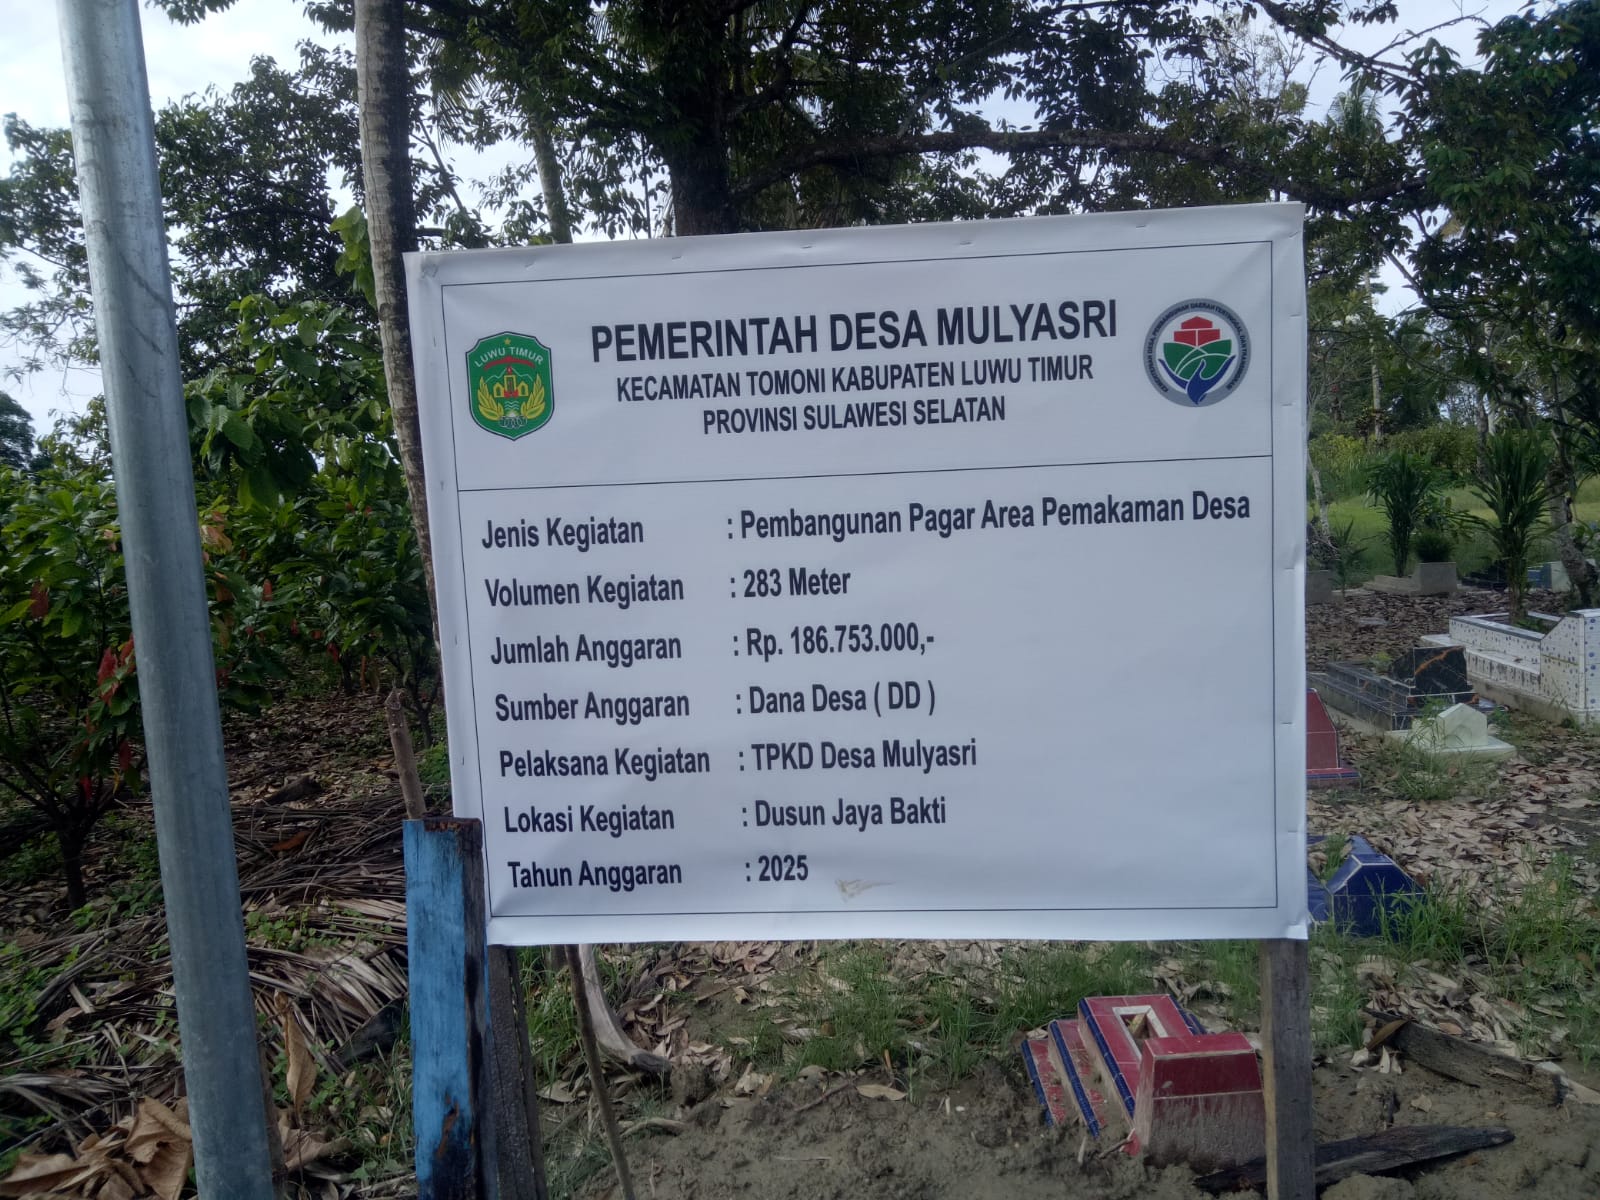 PEMERINTAH DESA MULYASRI
KECAMATAN TOMONI KABUPATEN LUWU TIMUR
PROVINSI SULAWESI SELATAN
LUWU TIMUR
Jenis Kegiatan : Pembangunan Pagar Area Pemakaman Desa
Volumen Kegiatan : 283 Meter
Jumlah Anggaran : Rp. 186.753.000,-
Sumber Anggaran : Dana Desa ( DD )
Pelaksana Kegiatan : TPKD Desa Mulyasri
Lokasi Kegiatan : Dusun Jaya Bakti
Tahun Anggaran : 2025